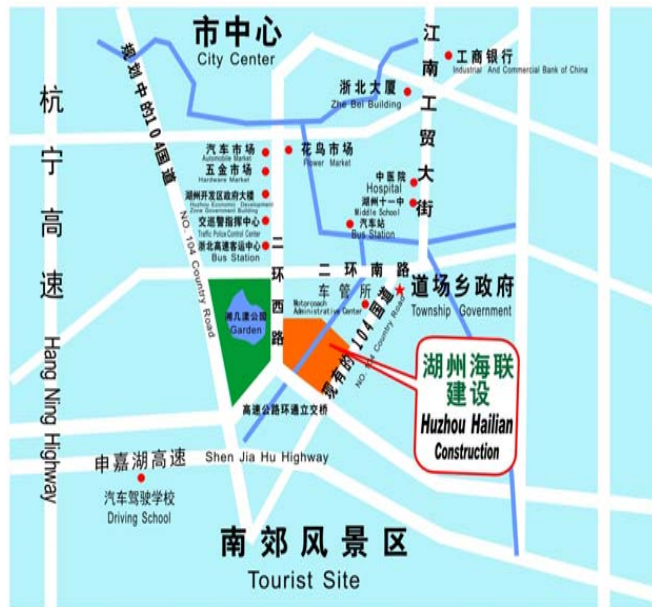 市中心
City Center
工商银行
Industrial And Commercial Bank of China
浙北大厦
Zhe Bei Building
杭宁高速
Hang Ning Highway
规划中的104国道
NO. 104 Country Road
江南工贸大街
汽车市场
Automobile Market
花鸟市场
Flower Market
五金市场
Hardware Market
湖州开发区政府大楼
Huzhou Economic Development
Zone Government Building
交巡警指挥中心
Traffic Police Control Center
浙北高速客运中心
Bus Station
中医院
Hospital
湖州十一中
Middle School
汽车站
Bus Station
二环西路
二环南路
车管所
Motorcoach
Administrative Center
道场乡政府
Township Government
Garden
现有的104国道
NO. 104 Country Road
湖州海联
建设
Huzhou Hailian
Construction
高速公路环通立交桥
申嘉湖高速
Shen Jia Hu Highway
汽车驾驶学校
Driving School
南郊风景区
Tourist Site